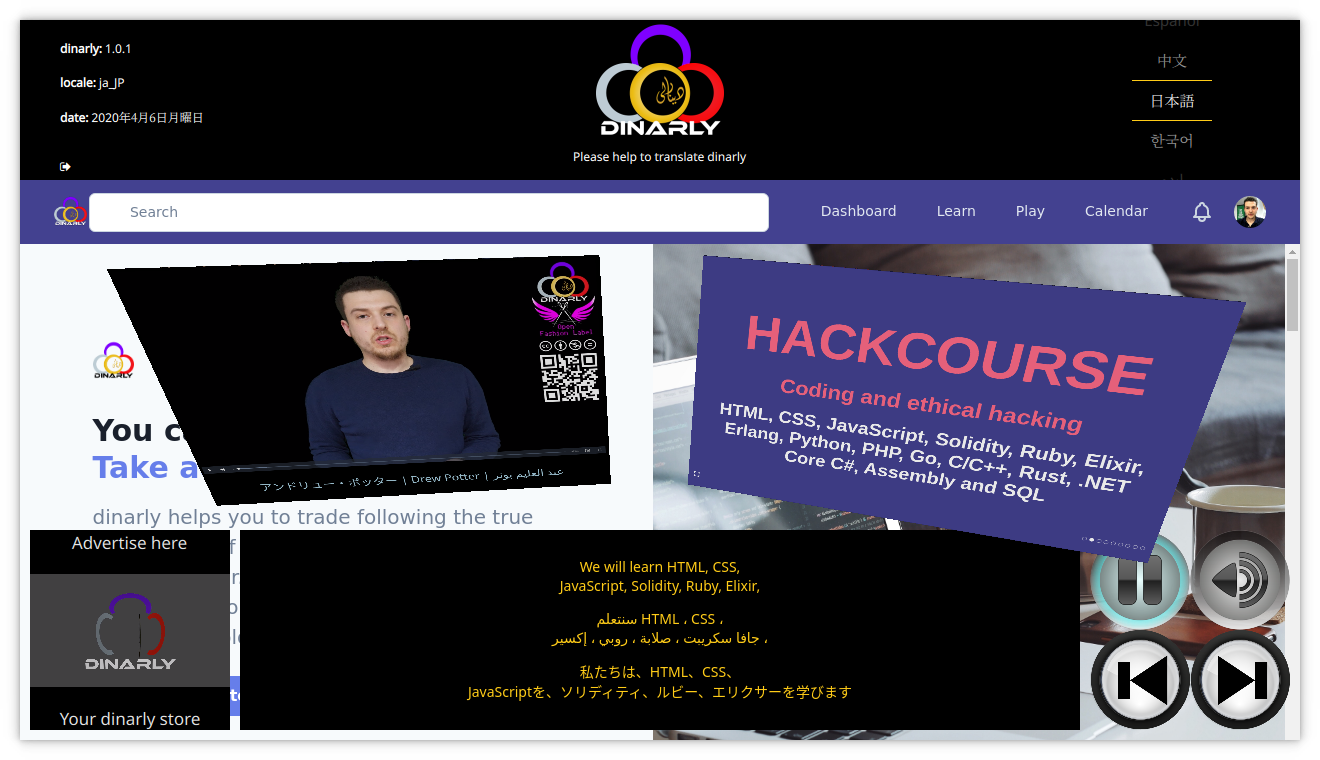 Español
dinarly: 1.0.1
中文
locale: ja_JP
日本語
date: 2020年4月6日月曜日
한국어
DINARLY
Please help to translate dinarly
DINARLY
Search
Dashboard
Learn
Play
Calendar
DINARLY
Open
Fashion Label
DINARLY
You c
Take a
アンドリュー・ポッター | Drew Potter | عبد العليم بوتر
HACKCOURSE
Coding and ethical hacking
HTML, CSS, JavaScript, Solidity, Ruby, Elixir,
Erlang, Python, PHP, Go, C/C++, Rust, .NET
Core C#, Assembly and SQL
dinarly helps you to trade following the true
Advertise here
DINARLY
Your dinarly store
We will learn HTML, CSS,
JavaScript, Solidity, Ruby, Elixir,
سنتعلم HTML ، CSS ،
جافا سكريبت ، صلابة ، روبي ، إكسير ،
私たちは、HTML、CSS、
JavaScriptを、ソリディティ、ルビー、エリクサーを学びます